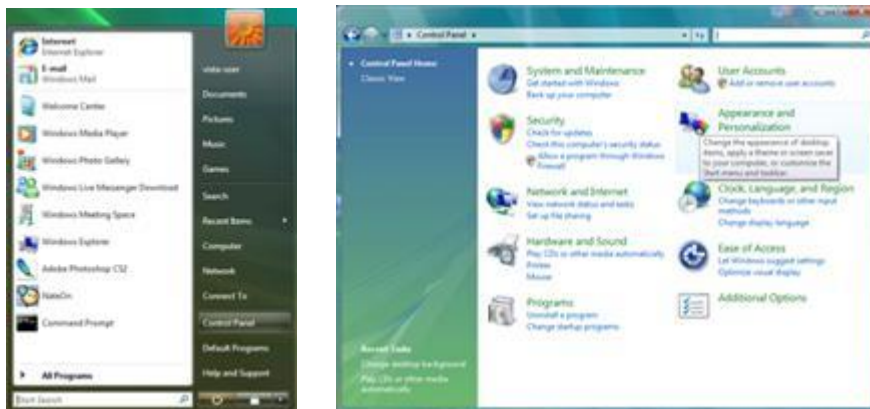 Internet
Internet Explorer
E-mail
Windows Mail
Welcome Center
Windows Media Player
Windows Photo Gallery
Windows Live Messenger Download
Windows Meeting Space
Windows Explorer
Adobe Photoshop CS2
NateOn
Command Prompt
All Programs
Start Search
vista user
Documents
Pictures
Music
Games
Search
Recent Items
Computer
Network
Connect To
Control Panel
Default Programs
Help and Support
Control Panel
Control Panel Home
Classic View
System and Maintenance
Get started with Windows
Back up your computer
Security
Check for updates
Check this computer's security status
Allow a program through Windows
Firewall
Network and Internet
View network status and tasks
Set up file sharing
Hardware and Sound
Play CDs or other media automatically
Printer
Mouse
Programs
Uninstall a program
Change startup programs
User Accounts
Add or remove user accounts
Appearance and
Personalization
Change the appearance of desktop
items, apply a theme or screen saver
to your computer, or customize the
Start menu and taskbar.
Clock, Language, and Region
Change keyboards or other input
methods
Change display language
Ease of Access
Let Windows suggest settings
Optimize visual display
Additional Options
Recent Tasks
Change desktop background
Play CDs or other media
automatically